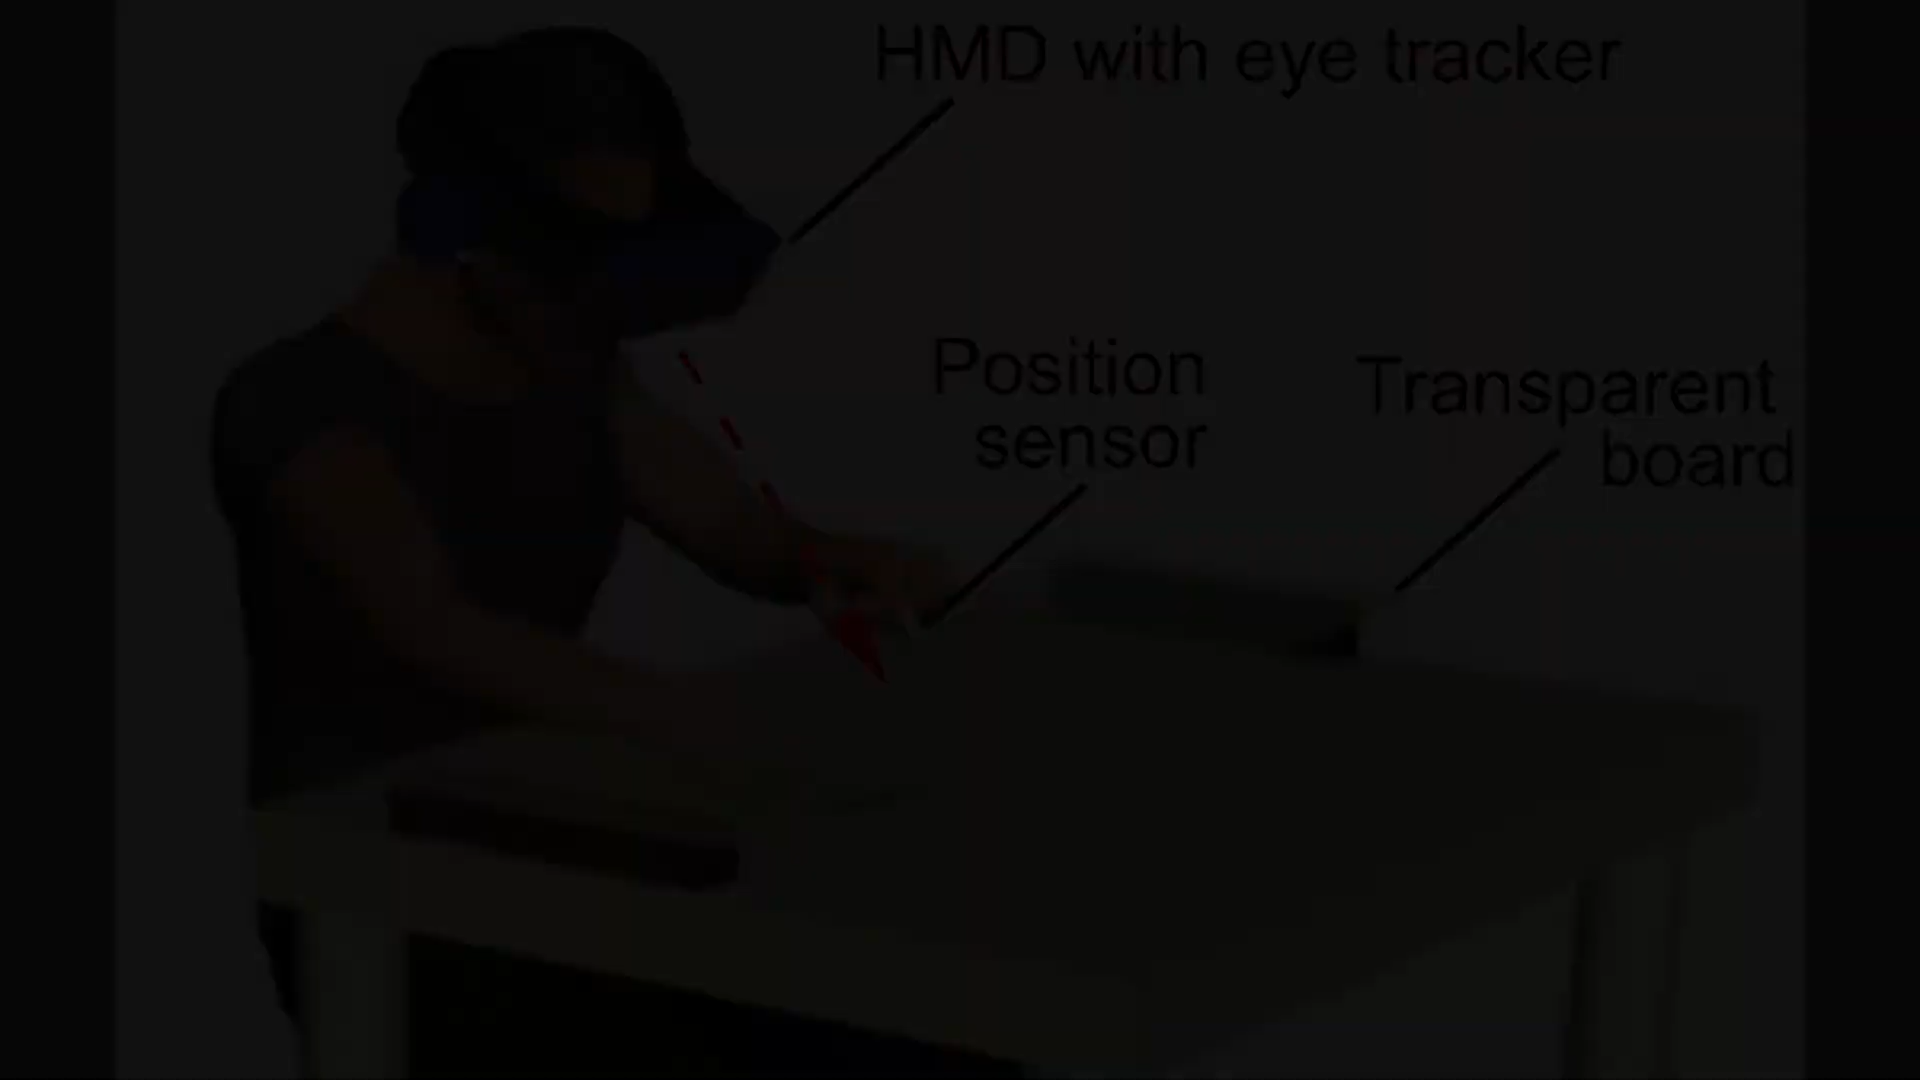 HMD with eye tracker
Position
sensor
Transparent
board